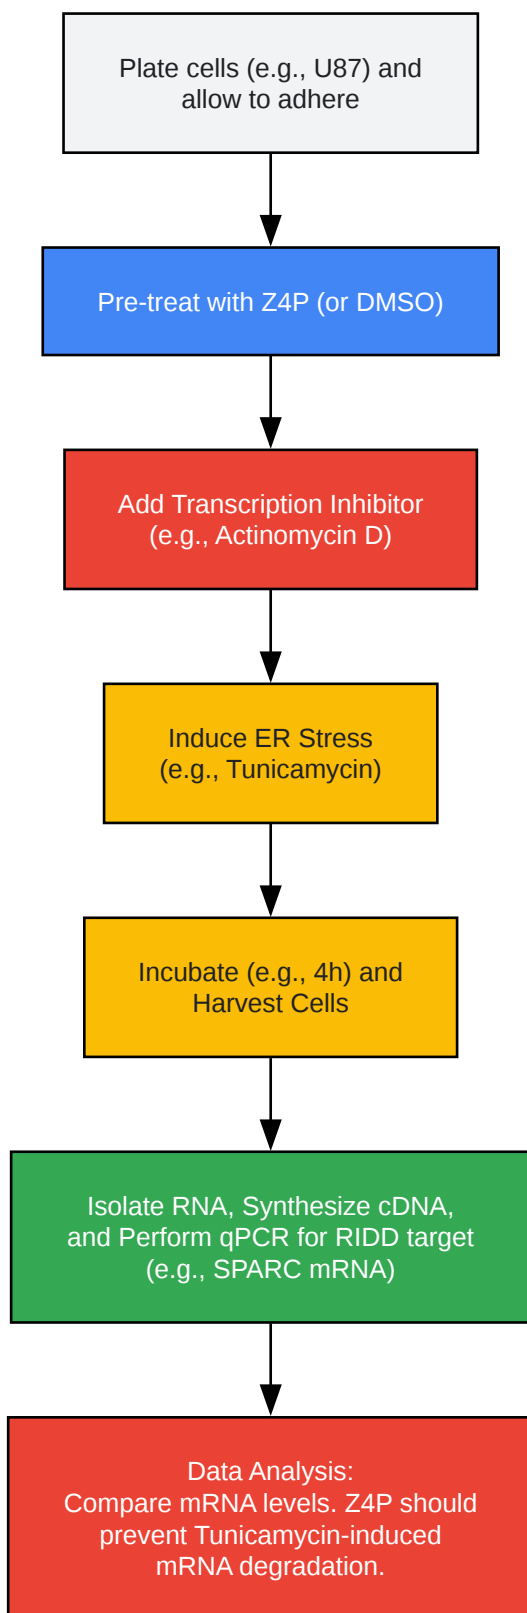 Plate cells (e.g., U87) and
allow to adhere
Pre-treat with Z4P (or DMSO)
Add Transcription Inhibitor
(e.g., Actinomycin D)
Induce ER Stress
(e.g., Tunicamycin)
Incubate (e.g., 4h) and
Harvest Cells
Isolate RNA, Synthesize cDNA,
and Perform qPCR for RIDD target
(e.g., SPARC mRNA)
Data Analysis:
Compare mRNA levels. Z4P should
prevent Tunicamycin-induced
mRNA degradation.